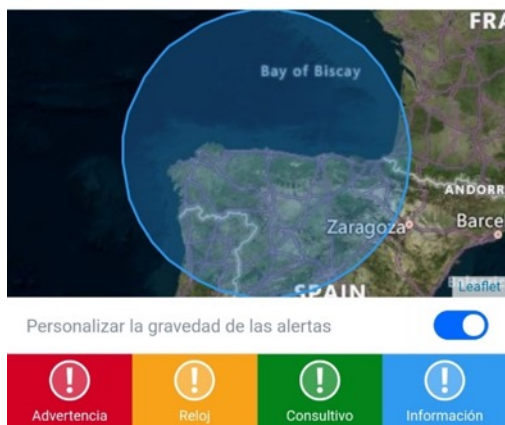 FRA
Bay of Biscay
ANDORR
Zaragoza
Barce
SPAIN
Leaflet
Personalizar la gravedad de las alertas
Advertencia
Reloj
Consultivo
Información